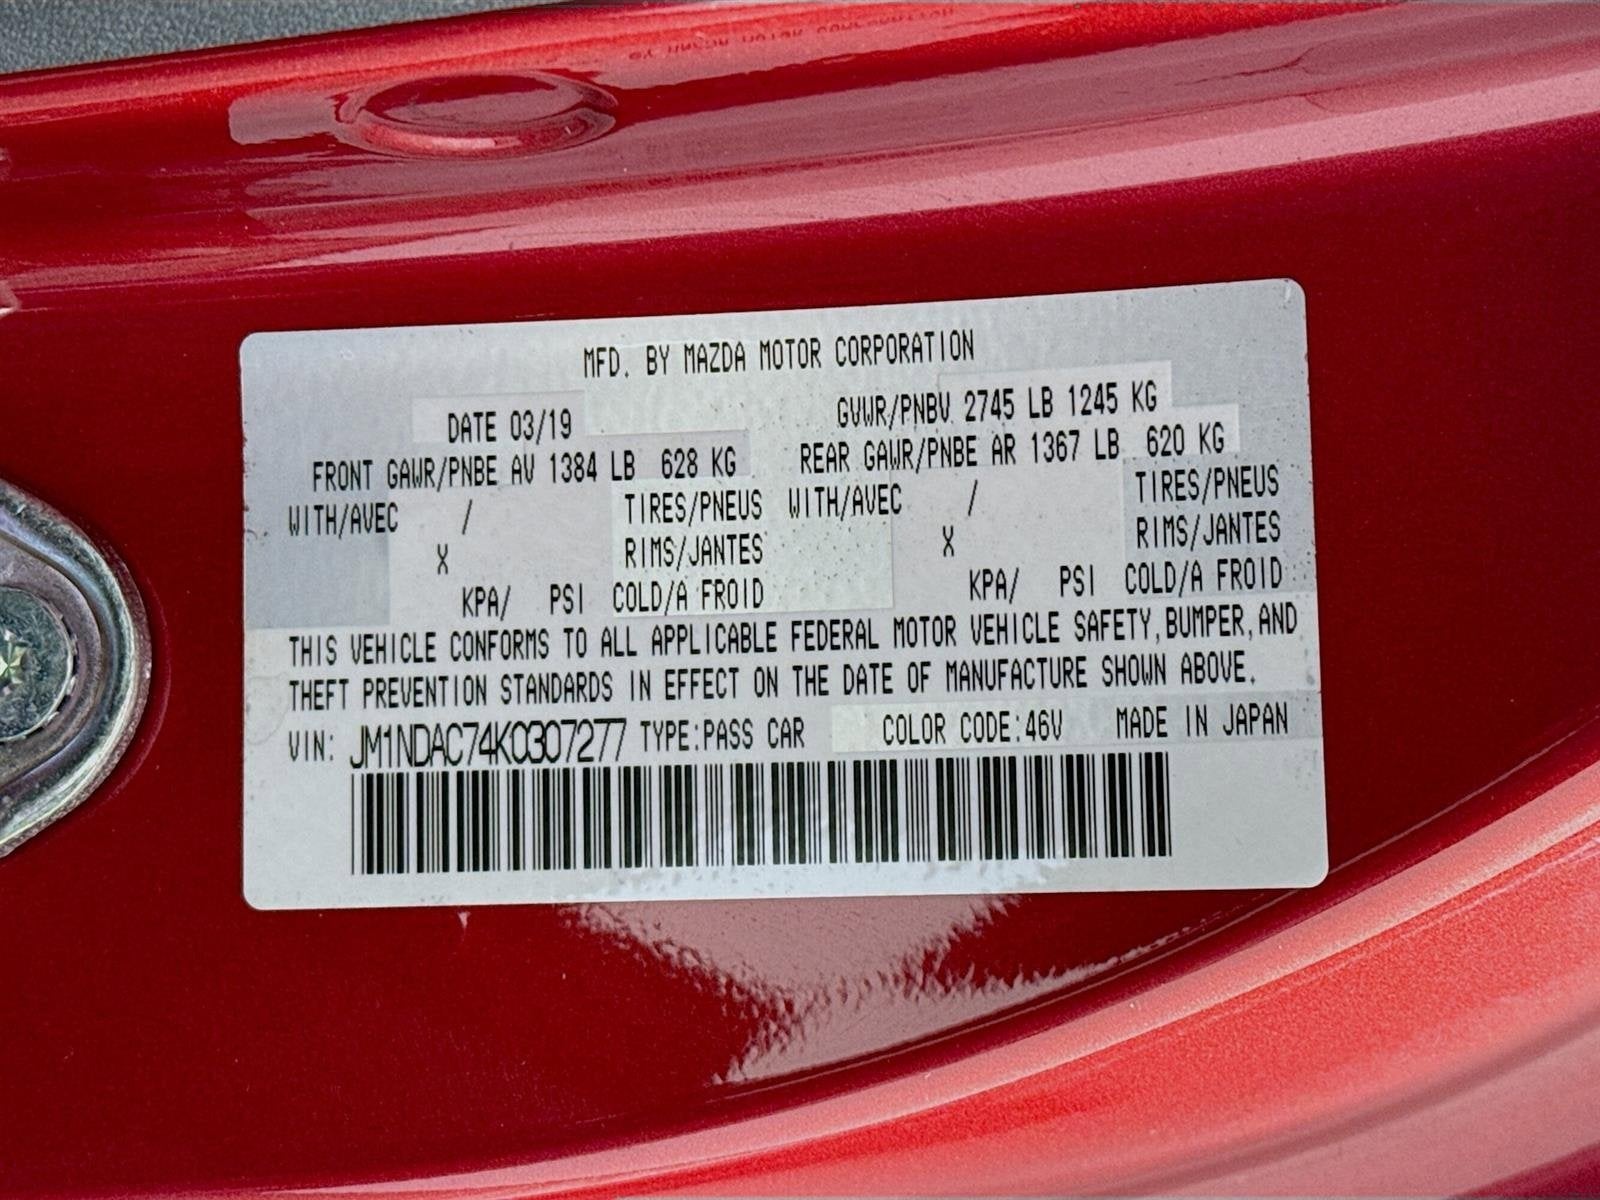 MFD. BY MAZDA MOTOR CORPORATION
DATE 03/19 GVWR/PNBV 2745 LB 1245 KG
FRONT GAWR/PNBE AV 1384 LB 628 KG REAR GAWR/PNBE AR 1367 LB 620 KG
WITH/AVEC / TIRES/PNEUS WITH/AVEC / TIRES/PNEUS
X RIMS/JANTES X RIMS/JANTES
KPA/ PSI COLD/A FROID KPA/ PSI COLD/A FROID
THIS VEHICLE CONFORMS TO ALL APPLICABLE FEDERAL MOTOR VEHICLE SAFETY, BUMPER, AND
THEFT PREVENTION STANDARDS IN EFFECT ON THE DATE OF MANUFACTURE SHOWN ABOVE.
VIN: JM1NDAC74K0307277 TYPE:PASS CAR COLOR CODE:46V MADE IN JAPAN